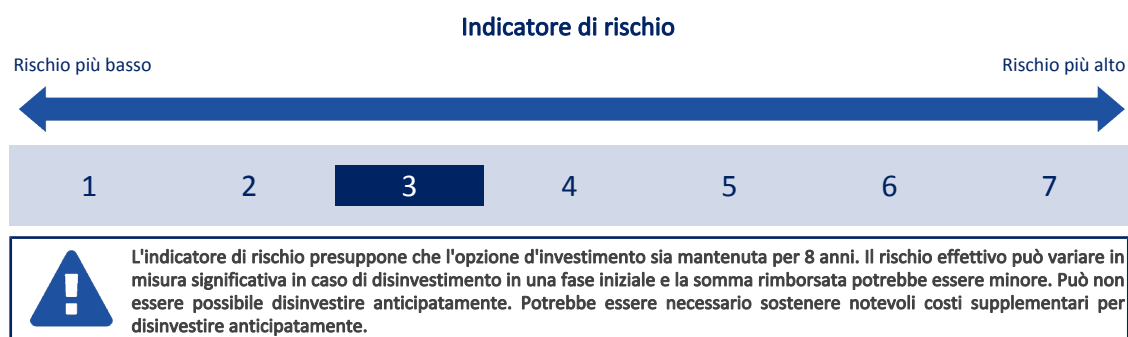 Indicatore di rischio
Rischio più basso
Rischio più alto
1 2 3 4 5 6 7
L'indicatore di rischio presuppone che l'opzione d'investimento sia mantenuta per 8 anni. Il rischio effettivo può variare in
misura significativa in caso di disinvestimento in una fase iniziale e la somma rimborsata potrebbe essere minore. Può non
essere possibile disinvestire anticipatamente. Potrebbe essere necessario sostenere notevoli costi supplementari per
disinvestire anticipatamente.